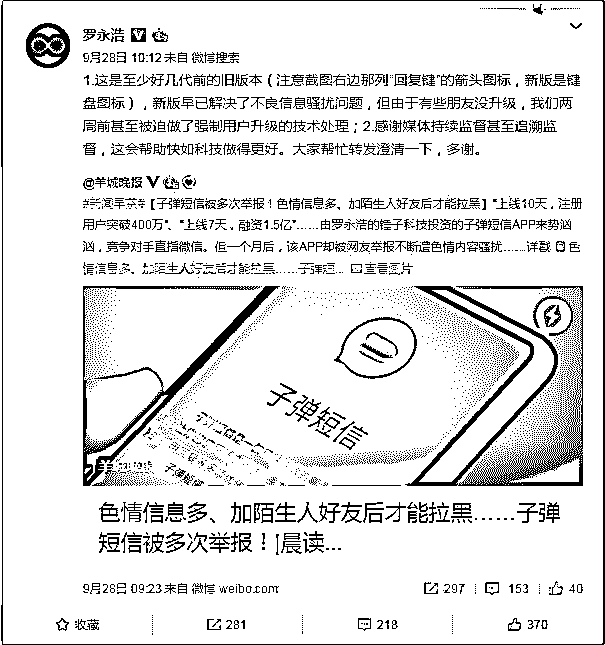 罗永浩
9月28日 10:12 来自 微博搜索
1.这是至少好几代前的旧版本（注意截图右边那列“回复键”的箭头图标，新版是键
盘图标），新版早已解决了不良信息骚扰问题，但由于有些朋友没升级，我们两
周前甚至被迫做了强制用户升级的技术处理；2.感谢媒体持续监督甚至追溯监
督，这会帮助快如科技做得更好。大家帮忙转发澄清一下，多谢。
@羊城晚报
【子弹短信被多次举报！色情信息多、加陌生人好友后才能拉黑】“上线10天，注册
用户突破400万”、“上线7天，融资1.5亿”……由罗永浩的锤子科技投资的子弹短信APP来势汹
汹，竞争对手直指微信。但一个月后，该APP却被网友举报不断遭色情内容骚扰……详戳 色
情信息多、加陌生人好友后才能拉黑……子弹短... 查看图片
子弹短信
子弹短信
色情信息多、加陌生人好友后才能拉黑……子弹
短信被多次举报！|晨读...
9月28日 09:23 来自 微博 weibo.com 297 153 40
收藏 281 218 370